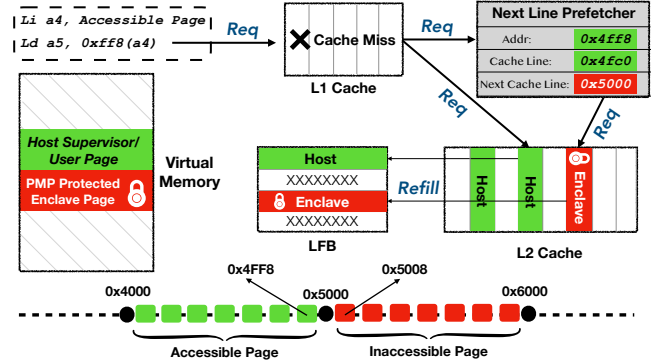 Li a4, Accessible Page
Ld a5, 0xff8(a4)
Req
Cache Miss
L1 Cache
Req
Next Line Prefetcher
Addr: 0x4ff8
Cache Line: 0x4fc0
Next Cache Line: 0x5000
Req
Req
Host Supervisor/
User Page
PMP Protected
Enclave Page
Virtual
Memory
Host
XXXXXXXX
Enclave
XXXXXXXX
LFB
Refill
Host
Host
Enclave
L2 Cache
0x4000
0x4FF8
0x5000
0x5008
0x6000
Accessible Page
Inaccessible Page